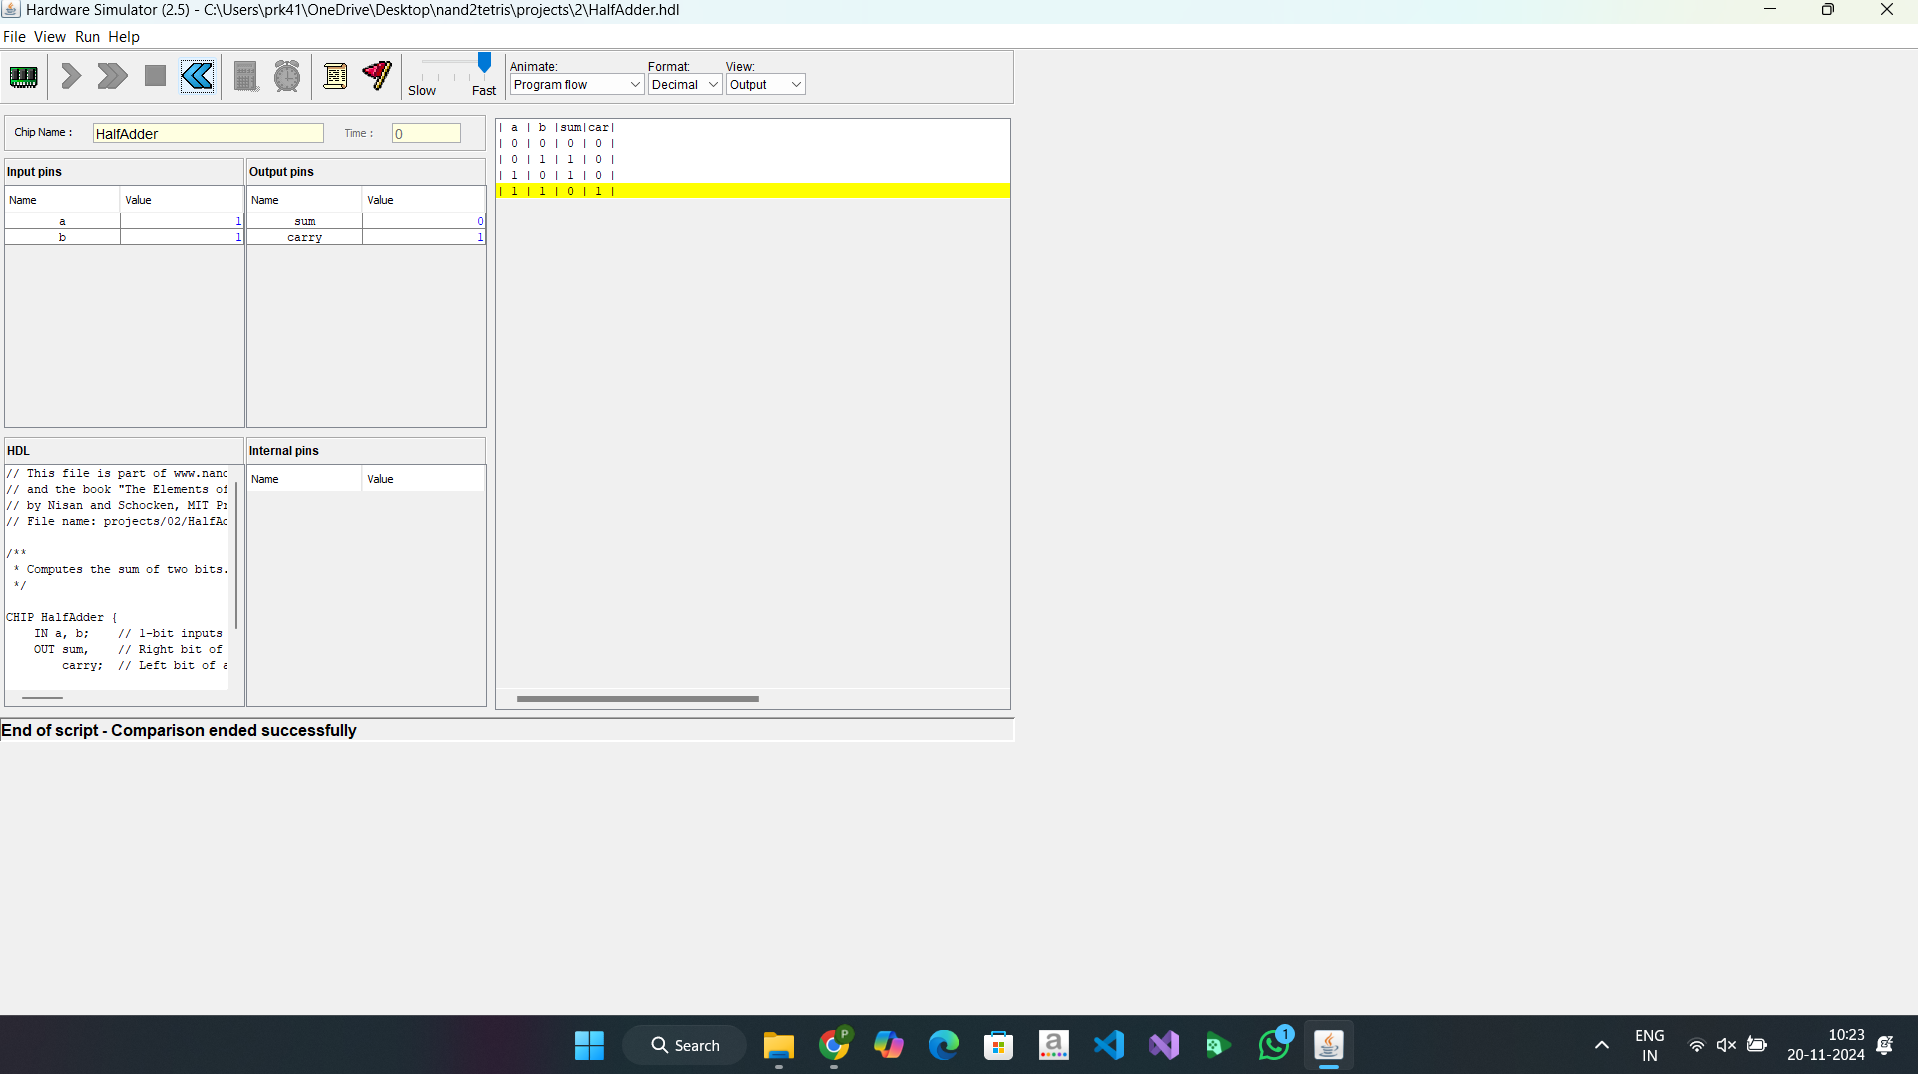 Hardware Simulator (2.5) - C:\Users\prk41\OneDrive\Desktop\nand2tetris\projects\2\HalfAdder.hdl
File View Run Help
Slow Fast
Animate: Format: View:
Program flow Decimal Output
Chip Name : HalfAdder Time : 0
Input pins
Name Value
a 1
b 1
Output pins
Name Value
sum 0
carry 1
| a | b |sum|car|
| 0 | 0 | 0 | 0 |
| 0 | 1 | 1 | 0 |
| 1 | 0 | 1 | 0 |
| 1 | 1 | 0 | 1 |
HDL
// This file is part of www.nand
// and the book "The Elements of
// by Nisan and Schocken, MIT Pr
// File name: projects/02/HalfAd
/**
* Computes the sum of two bits.
*/
CHIP HalfAdder {
IN a, b; // 1-bit inputs
OUT sum, // Right bit of
carry; // Left bit of a
Internal pins
Name Value
End of script - Comparison ended successfully
Search
P
a
1
ENG
IN
10:23
20-11-2024